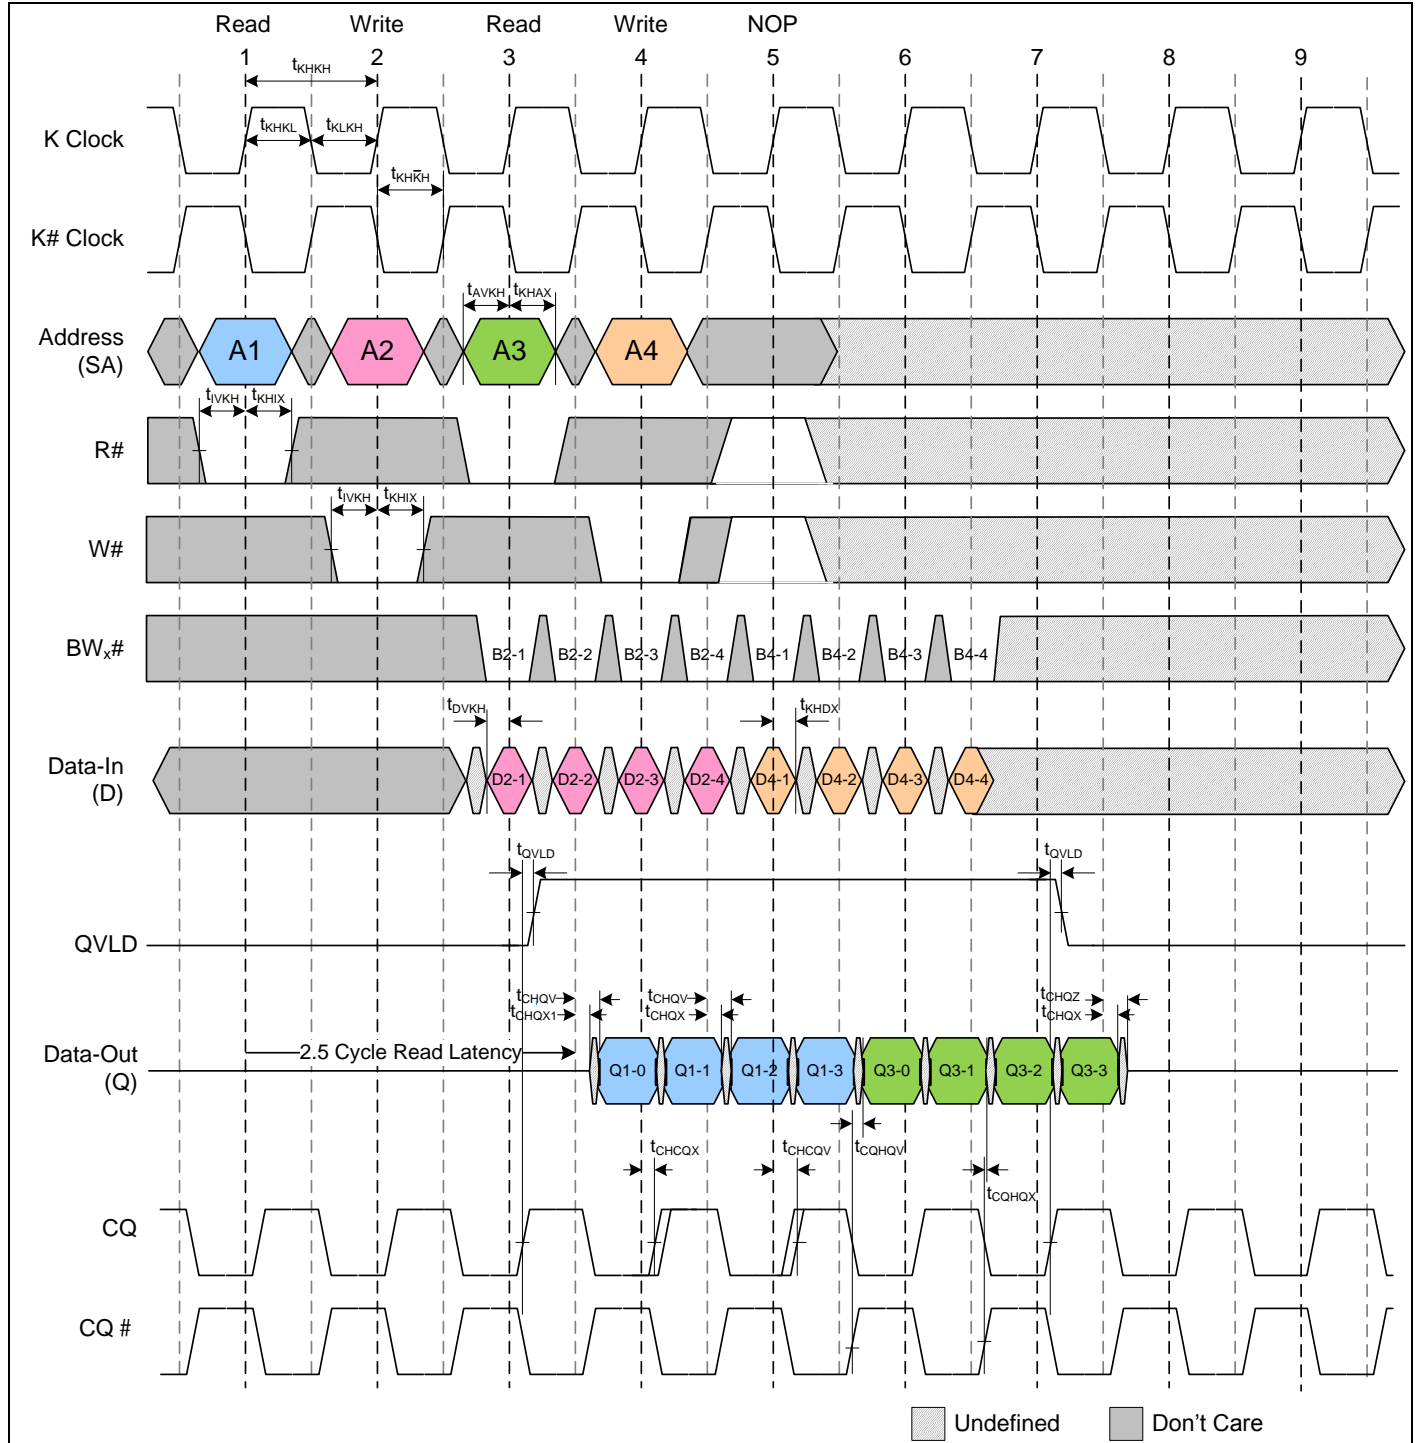 Read Write Read Write NOP
1 2 3 4 5 6 7 8 9
tKHKH
K Clock
tKHKL tKLKH
tKHK̄H
K# Clock
tAVKH tKHAX
Address
(SA)
A1 A2 A3 A4
tIVKH tKHIX
R#
tIVKH tKHIX
W#
BWx#
B2-1 B2-2 B2-3 B2-4 B4-1 B4-2 B4-3 B4-4
tDVKH tKHDX
Data-In
(D)
D2-1 D2-2 D2-3 D2-4 D4-1 D4-2 D4-3 D4-4
tQVLD tQVLD
QVLD
tCHQV tCHQV tCHQZ
tCHQX1 tCHQX tCHQX
Data-Out
(Q)
2.5 Cycle Read Latency
Q1-0 Q1-1 Q1-2 Q1-3 Q3-0 Q3-1 Q3-2 Q3-3
tCHCQX tCHCQV tCQHQV
tCQHQX
CQ
CQ #
Undefined Don't Care